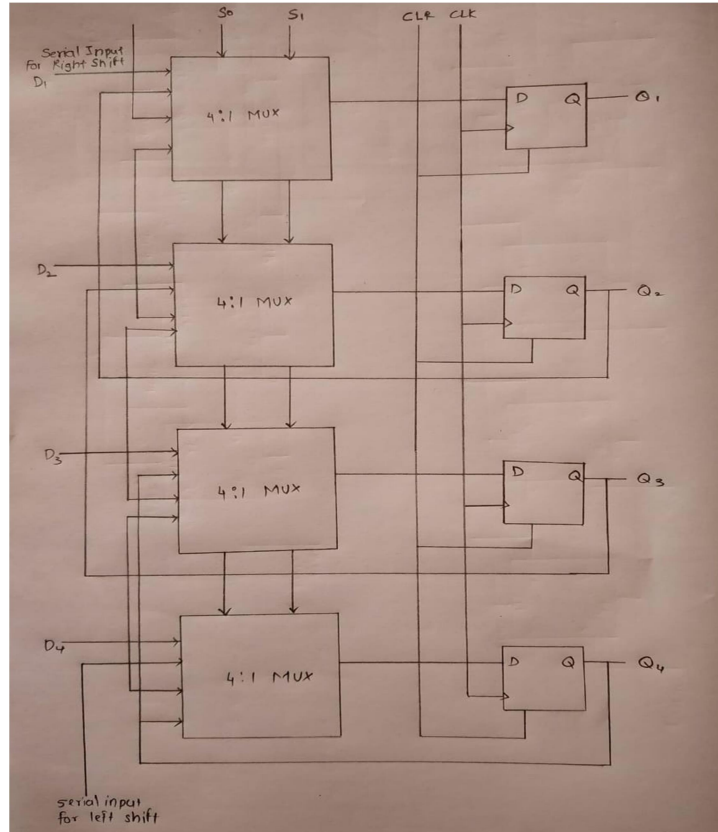 S0 S1 CLR CLK
Serial Input
For Right Shift
D1
4:1 MUX
D Q Q1
D2
4:1 MUX
D Q Q2
D3
4:1 MUX
D Q Q3
D4
4:1 MUX
D Q Q4
serial input
for left shift